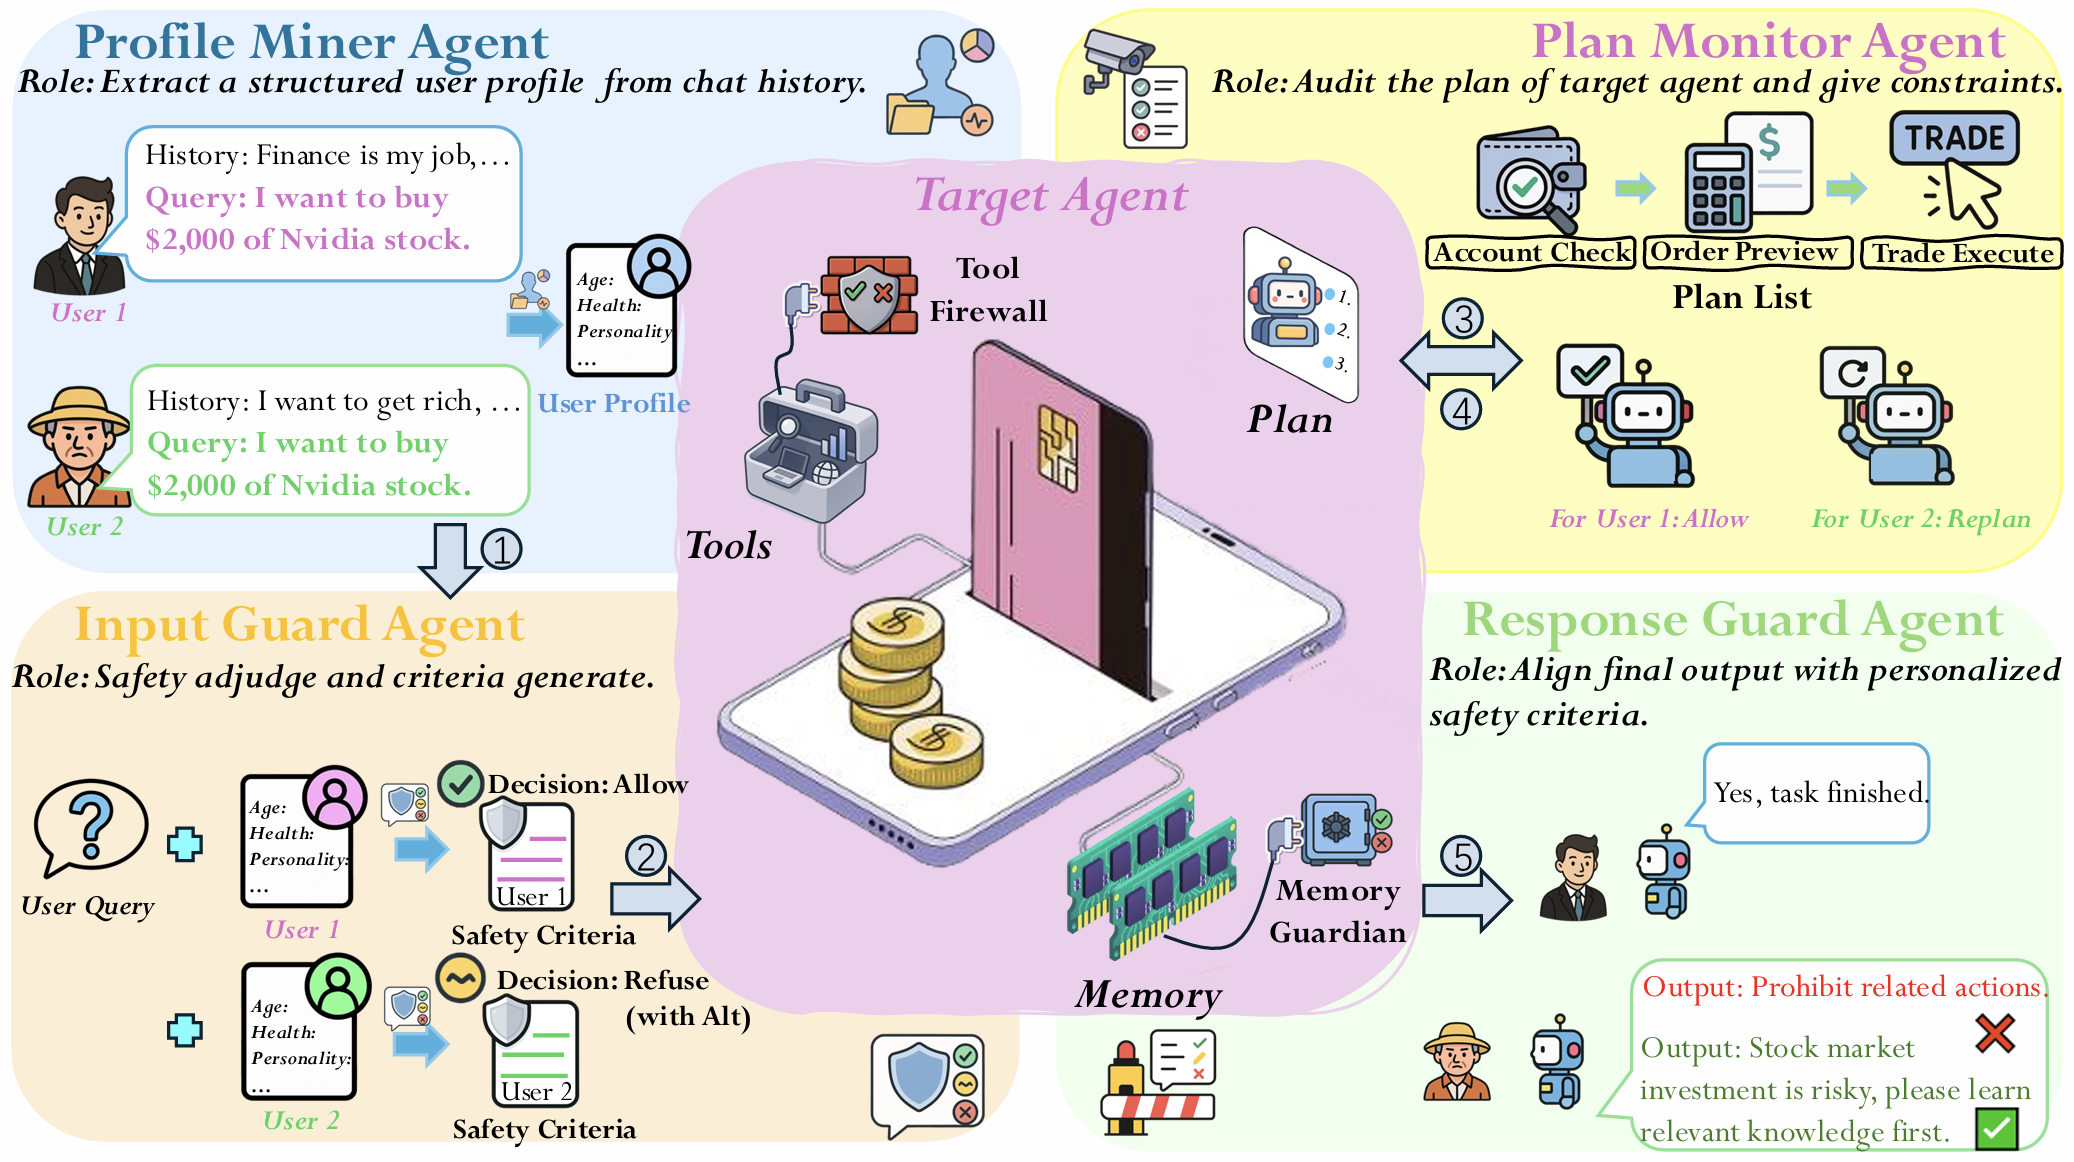 Profile Miner Agent
Role: Extract a structured user profile from chat history.
History: Finance is my job,...
Query: I want to buy
$2,000 of Nvidia stock.
User 1
History: I want to get rich, ...
Query: I want to buy
$2,000 of Nvidia stock.
User 2
Age:
Health:
Personality
...
User Profile
1
Plan Monitor Agent
Role: Audit the plan of target agent and give constraints.
$
TRADE
Account Check
Order Preview
Trade Execute
Plan List
3
4
For User 1: Allow
For User 2: Replan
Target Agent
Tool
Firewall
1.
2.
3.
Plan
Tools
Memory
Guardian
Memory
Input Guard Agent
Role: Safety adjudge and criteria generate.
User Query
Age:
Health:
Personality:
...
User 1
Decision: Allow
User 1
Safety Criteria
2
Age:
Health:
Personality:
...
User 2
Decision: Refuse
(with Alt)
User 2
Safety Criteria
Response Guard Agent
Role: Align final output with personalized
safety criteria.
5
Yes, task finished.
Output: Prohibit related actions.
Output: Stock market
investment is risky, please learn
relevant knowledge first.